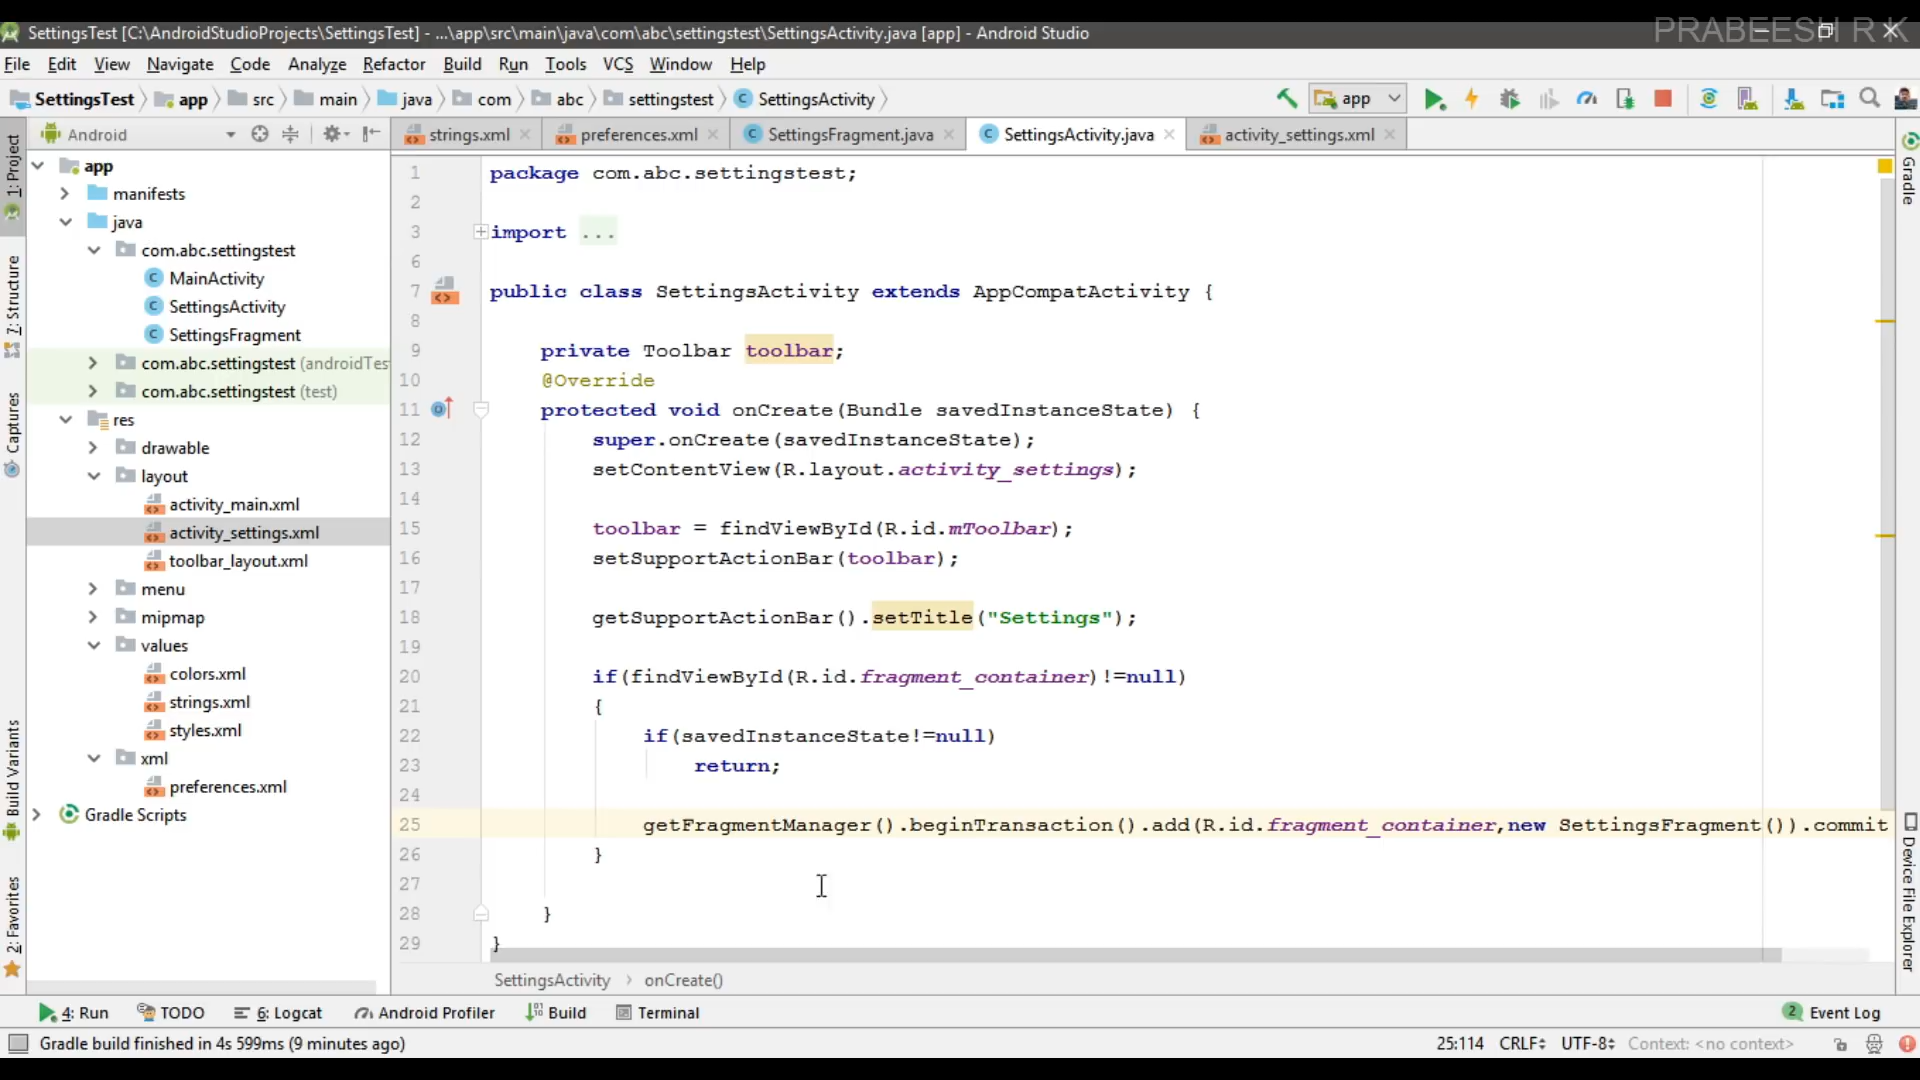 PRABEESH R K
SettingsTest [C:\AndroidStudioProjects\SettingsTest] - ...\app\src\main\java\com\abc\settingstest\SettingsActivity.java [app] - Android Studio
File Edit View Navigate Code Analyze Refactor Build Run Tools VCS Window Help
SettingsTest app src main java com abc settingstest SettingsActivity app
Android strings.xml preferences.xml SettingsFragment.java SettingsActivity.java activity_settings.xml
1: Project
7: Structure
Captures
Build Variants
2: Favorites
app
manifests
java
com.abc.settingstest
MainActivity
SettingsActivity
SettingsFragment
com.abc.settingstest (androidTes
com.abc.settingstest (test)
res
drawable
layout
activity_main.xml
activity_settings.xml
toolbar_layout.xml
menu
mipmap
values
colors.xml
strings.xml
styles.xml
xml
preferences.xml
Gradle Scripts
1 package com.abc.settingstest;
2
3 import ...
6
7 public class SettingsActivity extends AppCompatActivity {
8
9 private Toolbar toolbar;
10 @Override
11 protected void onCreate(Bundle savedInstanceState) {
12 super.onCreate(savedInstanceState);
13 setContentView(R.layout.activity_settings);
14
15 toolbar = findViewById(R.id.mToolbar);
16 setSupportActionBar(toolbar);
17
18 getSupportActionBar().setTitle("Settings");
19
20 if(findViewById(R.id.fragment_container)!=null)
21 {
22 if(savedInstanceState!=null)
23 return;
24
25 getFragmentManager().beginTransaction().add(R.id.fragment_container,new SettingsFragment()).commit
26 }
27
28 }
29 }
Gradle
Device File Explorer
SettingsActivity onCreate()
4: Run TODO 6: Logcat Android Profiler Build Terminal 2 Event Log
Gradle build finished in 4s 599ms (9 minutes ago) 25:114 CRLF UTF-8 Context: <no context>